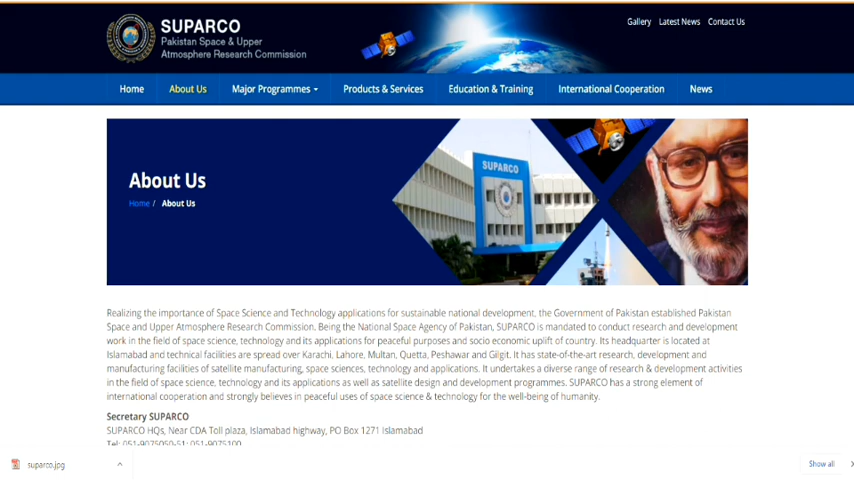 SUPARCO
Pakistan Space & Upper
Atmosphere Research Commission
Gallery Latest News Contact Us
Home About Us Major Programmes Products & Services Education & Training International Cooperation News
SUPARCO
About Us
Home / About Us
Realizing the importance of Space Science and Technology applications for sustainable national development, the Government of Pakistan established Pakistan
Space and Upper Atmosphere Research Commission. Being the National Space Agency of Pakistan, SUPARCO is mandated to conduct research and development
work in the field of space science, technology and its applications for peaceful purposes and socio economic uplift of country. Its headquarter is located at
Islamabad and technical facilities are spread over Karachi, Lahore, Multan, Quetta, Peshawar and Gilgit. It has state-of-the-art research, development and
manufacturing facilities of satellite manufacturing, space sciences, technology and applications. It undertakes a diverse range of research & development activities
in the field of space science, technology and its applications as well as satellite design and development programmes. SUPARCO has a strong element of
international cooperation and strongly believes in peaceful uses of space science & technology for the well-being of humanity.
Secretary SUPARCO
SUPARCO HQs, Near CDA Toll plaza, Islamabad highway, PO Box 1271 Islamabad
Tel: 051-9075050-51; 051-9075100
suparco.jpg
Show all